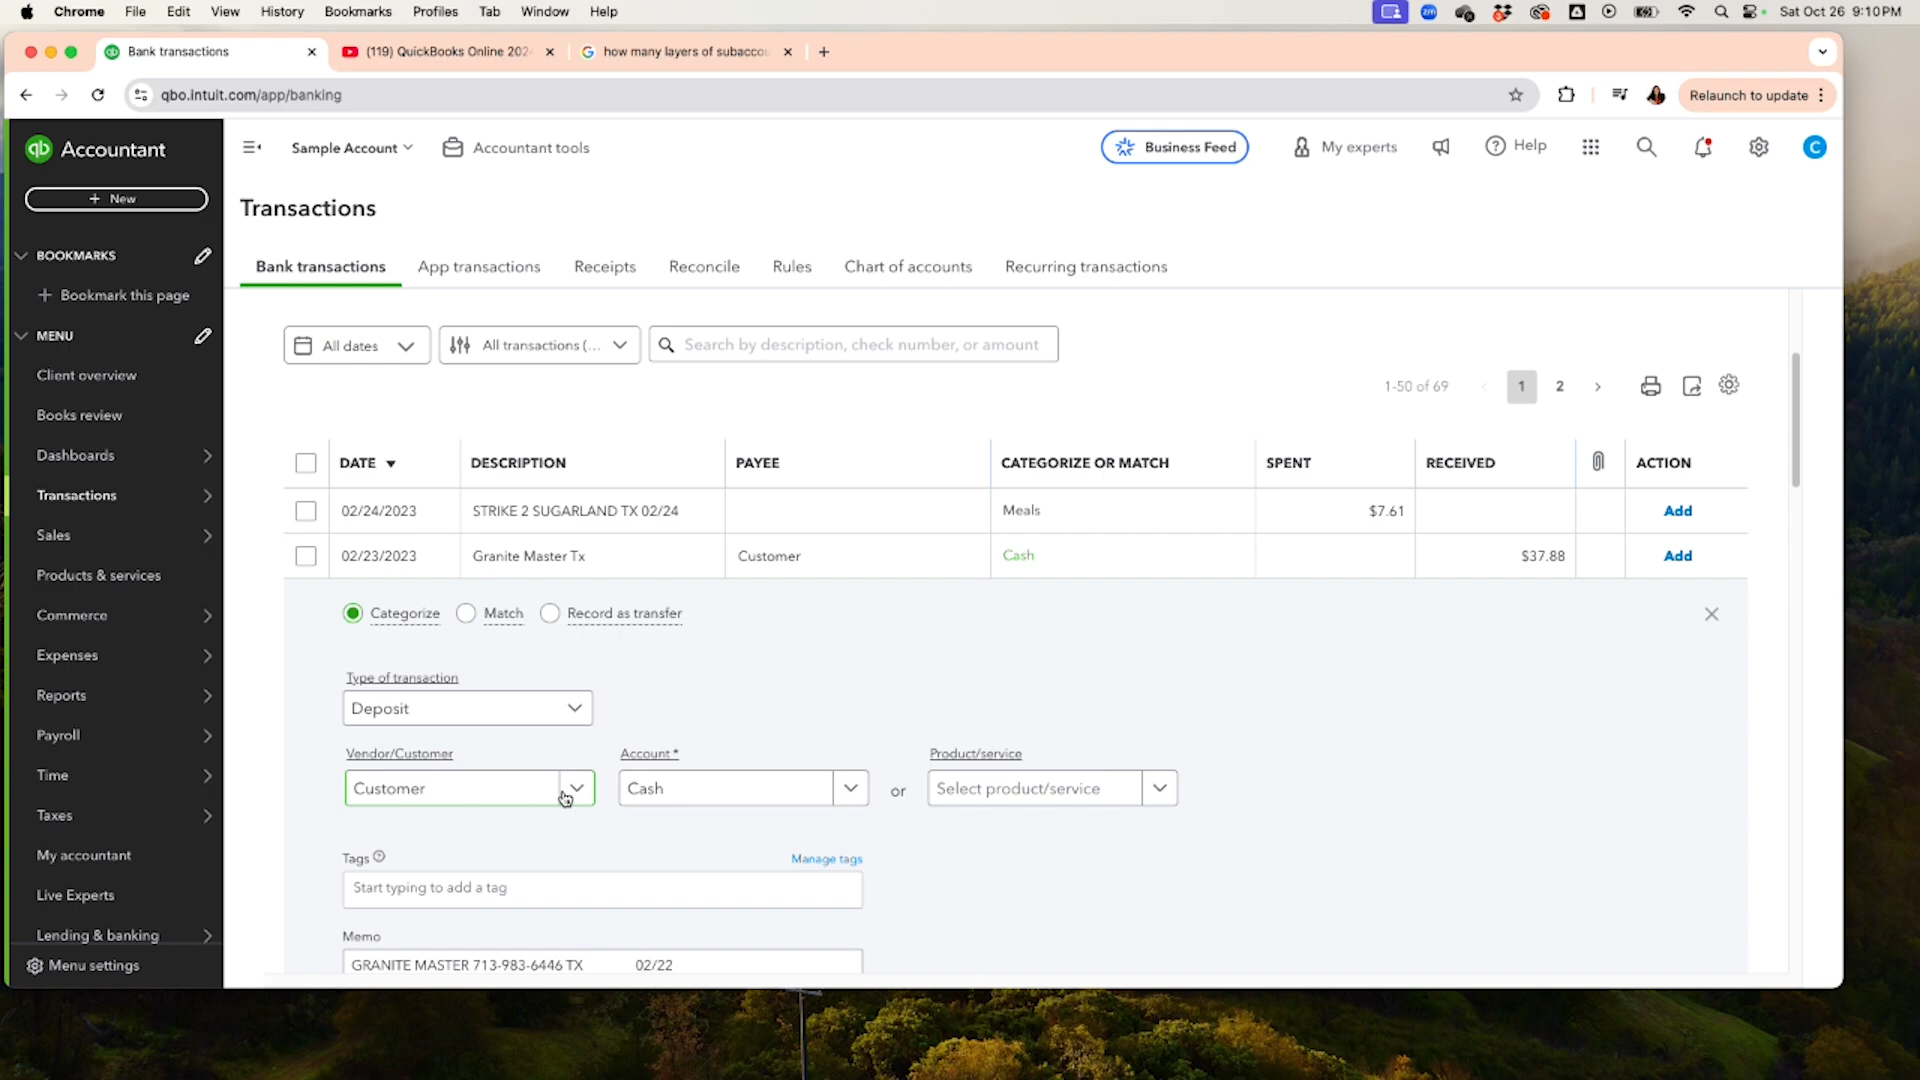 Chrome File Edit View History Bookmarks Profiles Tab Window Help
zm
Sat Oct 26 9:10 PM
Bank transactions
(119) QuickBooks Online 202
how many layers of subaccou
qbo.intuit.com/app/banking
Relaunch to update
qb Accountant
Sample Account
Accountant tools
Business Feed
My experts
Help
C
+ New
Transactions
BOOKMARKS
Bookmark this page
MENU
Client overview
Books review
Dashboards
Transactions
Sales
Products & services
Commerce
Expenses
Reports
Payroll
Time
Taxes
My accountant
Live Experts
Lending & banking
Menu settings
Bank transactions App transactions Receipts Reconcile Rules Chart of accounts Recurring transactions
All dates
All transactions (...
Search by description, check number, or amount
1-50 of 69 < 1 2 >
DATE DESCRIPTION PAYEE CATEGORIZE OR MATCH SPENT RECEIVED ACTION
02/24/2023 STRIKE 2 SUGARLAND TX 02/24 Meals $7.61 Add
02/23/2023 Granite Master Tx Customer Cash $37.88 Add
Categorize Match Record as transfer
Type of transaction
Deposit
Vendor/Customer Account * Product/service
Customer Cash or Select product/service
Tags Manage tags
Start typing to add a tag
Memo
GRANITE MASTER 713-983-6446 TX 02/22